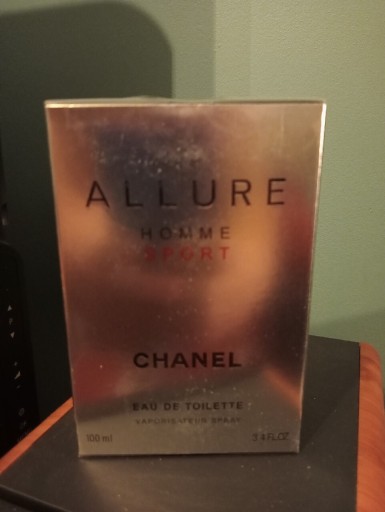 ALLURE
HOMME
SPORT
CHANEL
EAU DE TOILETTE
VAPORISATEUR SPRAY
100 ml 3.4 FL.OZ